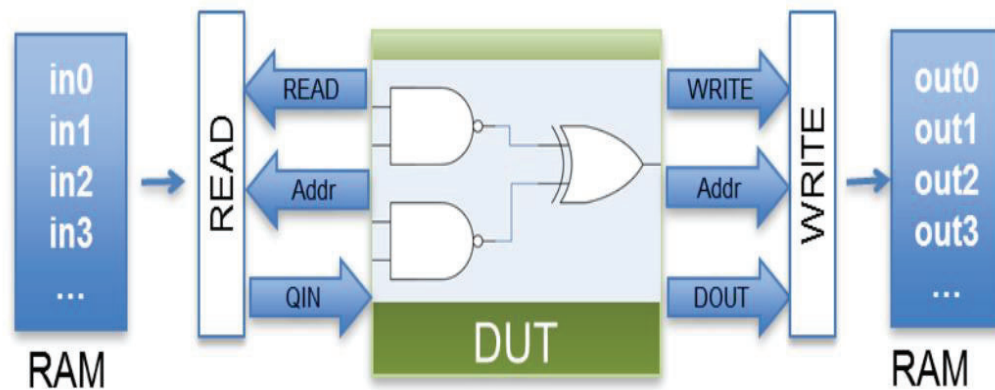 in0
in1
in2
in3
...
RAM
READ
READ
Addr
QIN
DUT
WRITE
Addr
DOUT
WRITE
out0
out1
out2
out3
...
RAM